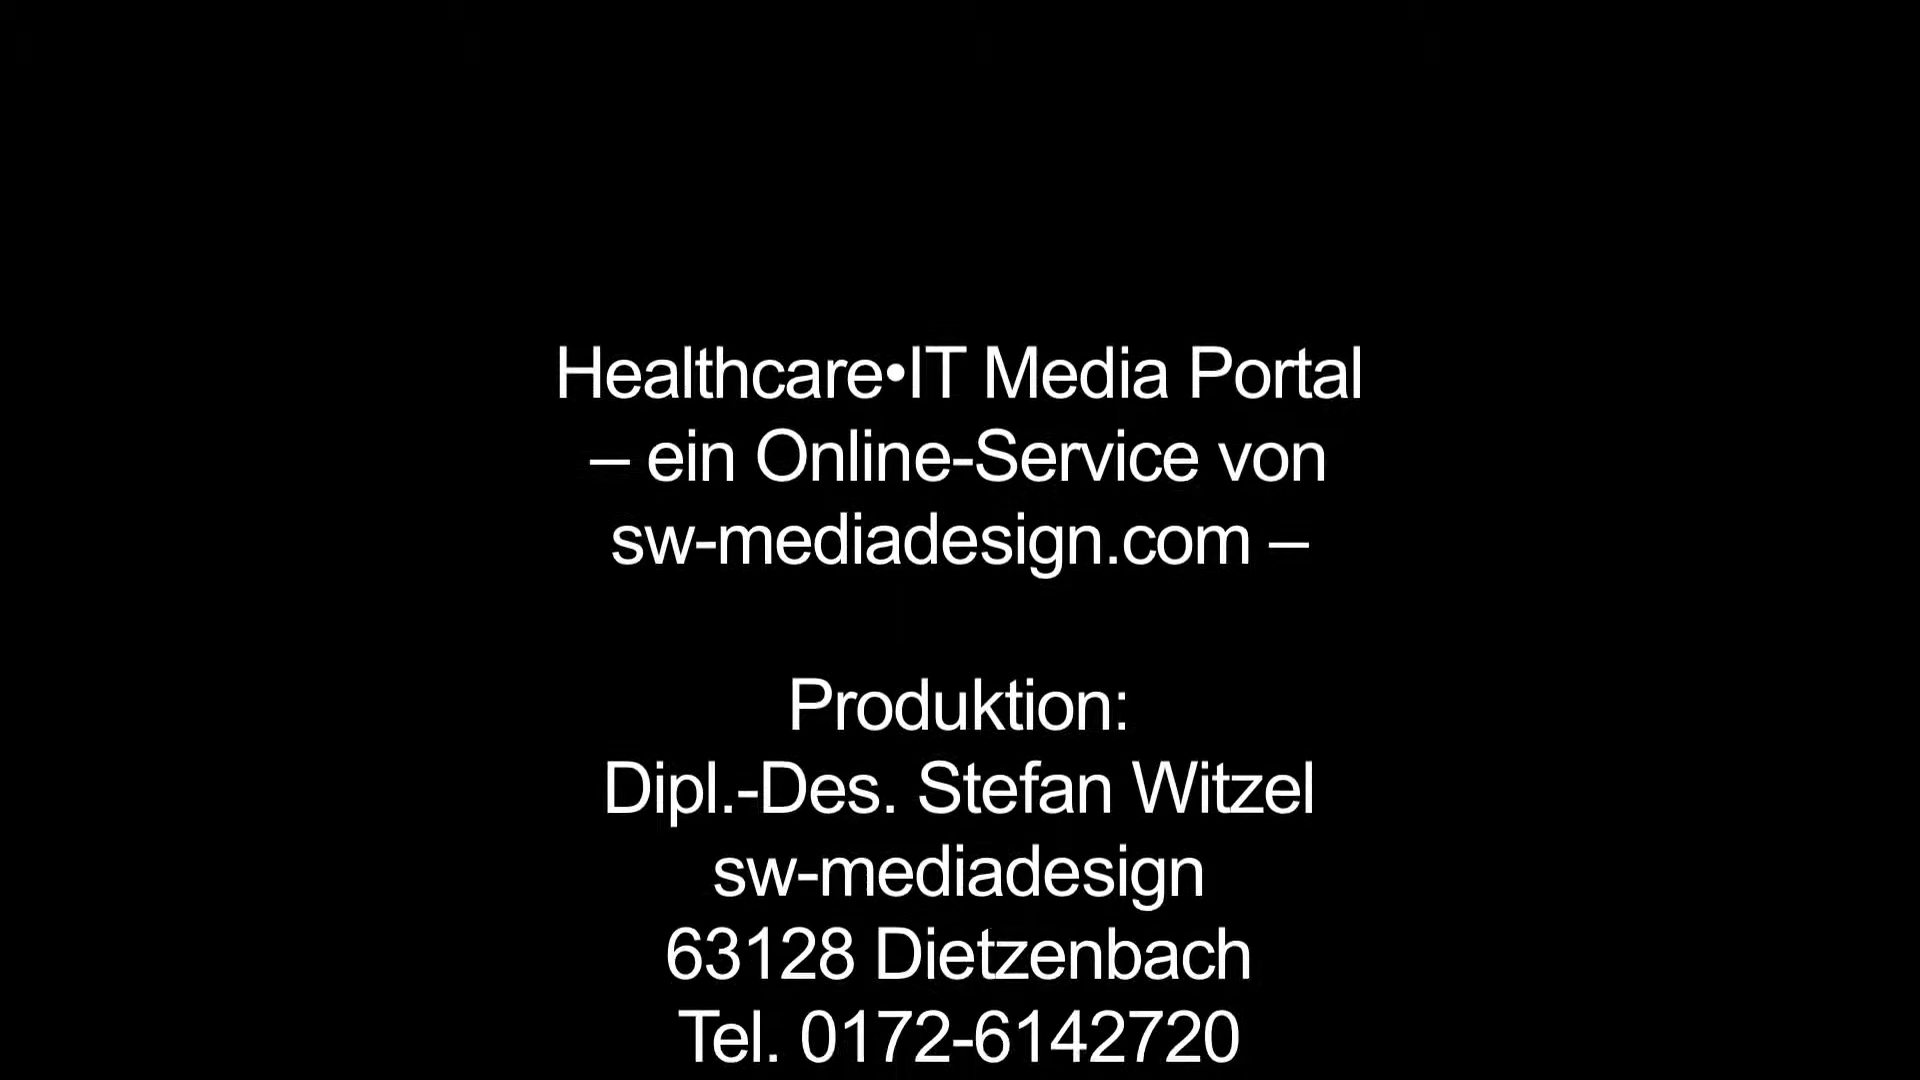 Healthcare•IT Media Portal
– ein Online-Service von
sw-mediadesign.com –
Produktion:
Dipl.-Des. Stefan Witzel
sw-mediadesign
63128 Dietzenbach
Tel. 0172-6142720